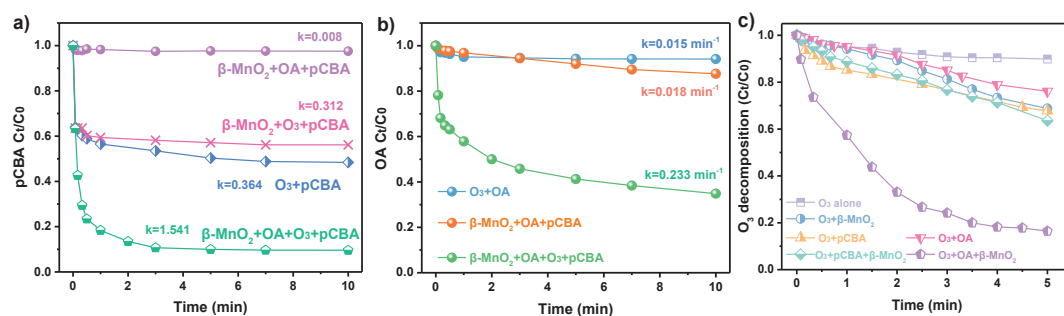 a)
pCBA Ct/C0
1.0
0.8
0.6
0.4
0.2
0.0
0 2 4 6 8 10
Time (min)
k=0.008
β-MnO2+OA+pCBA
k=0.312
β-MnO2+O3+pCBA
k=0.364 O3+pCBA
k=1.541 β-MnO2+OA+O3+pCBA
b)
OA Ct/C0
1.0
0.8
0.6
0.4
0.2
0.0
0 2 4 6 8 10
Time (min)
k=0.015 min⁻¹
k=0.018 min⁻¹
k=0.233 min⁻¹
O3+OA
β-MnO2+OA+pCBA
β-MnO2+OA+O3+pCBA
c)
O3 decomposition (Ct/C0)
1.0
0.8
0.6
0.4
0.2
0.0
0 1 2 3 4 5
Time (min)
O3 alone
O3+β-MnO2
O3+pCBA O3+OA
O3+pCBA+β-MnO2 O3+OA+β-MnO2